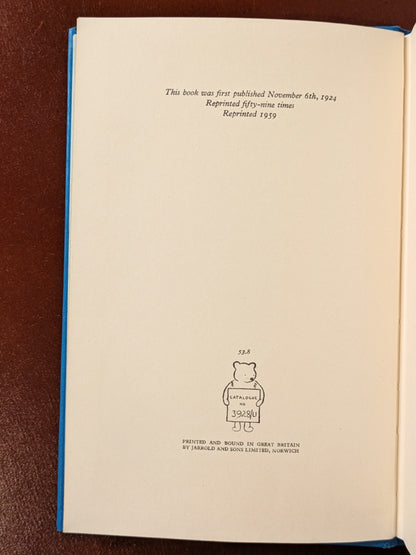 This book was first published November 6th, 1924
Reprinted fifty-nine times
Reprinted 1959
53.8
CATALOGUE
No
3928/U
PRINTED AND BOUND IN GREAT BRITAIN
BY JARROLD AND SONS LIMITED, NORWICH